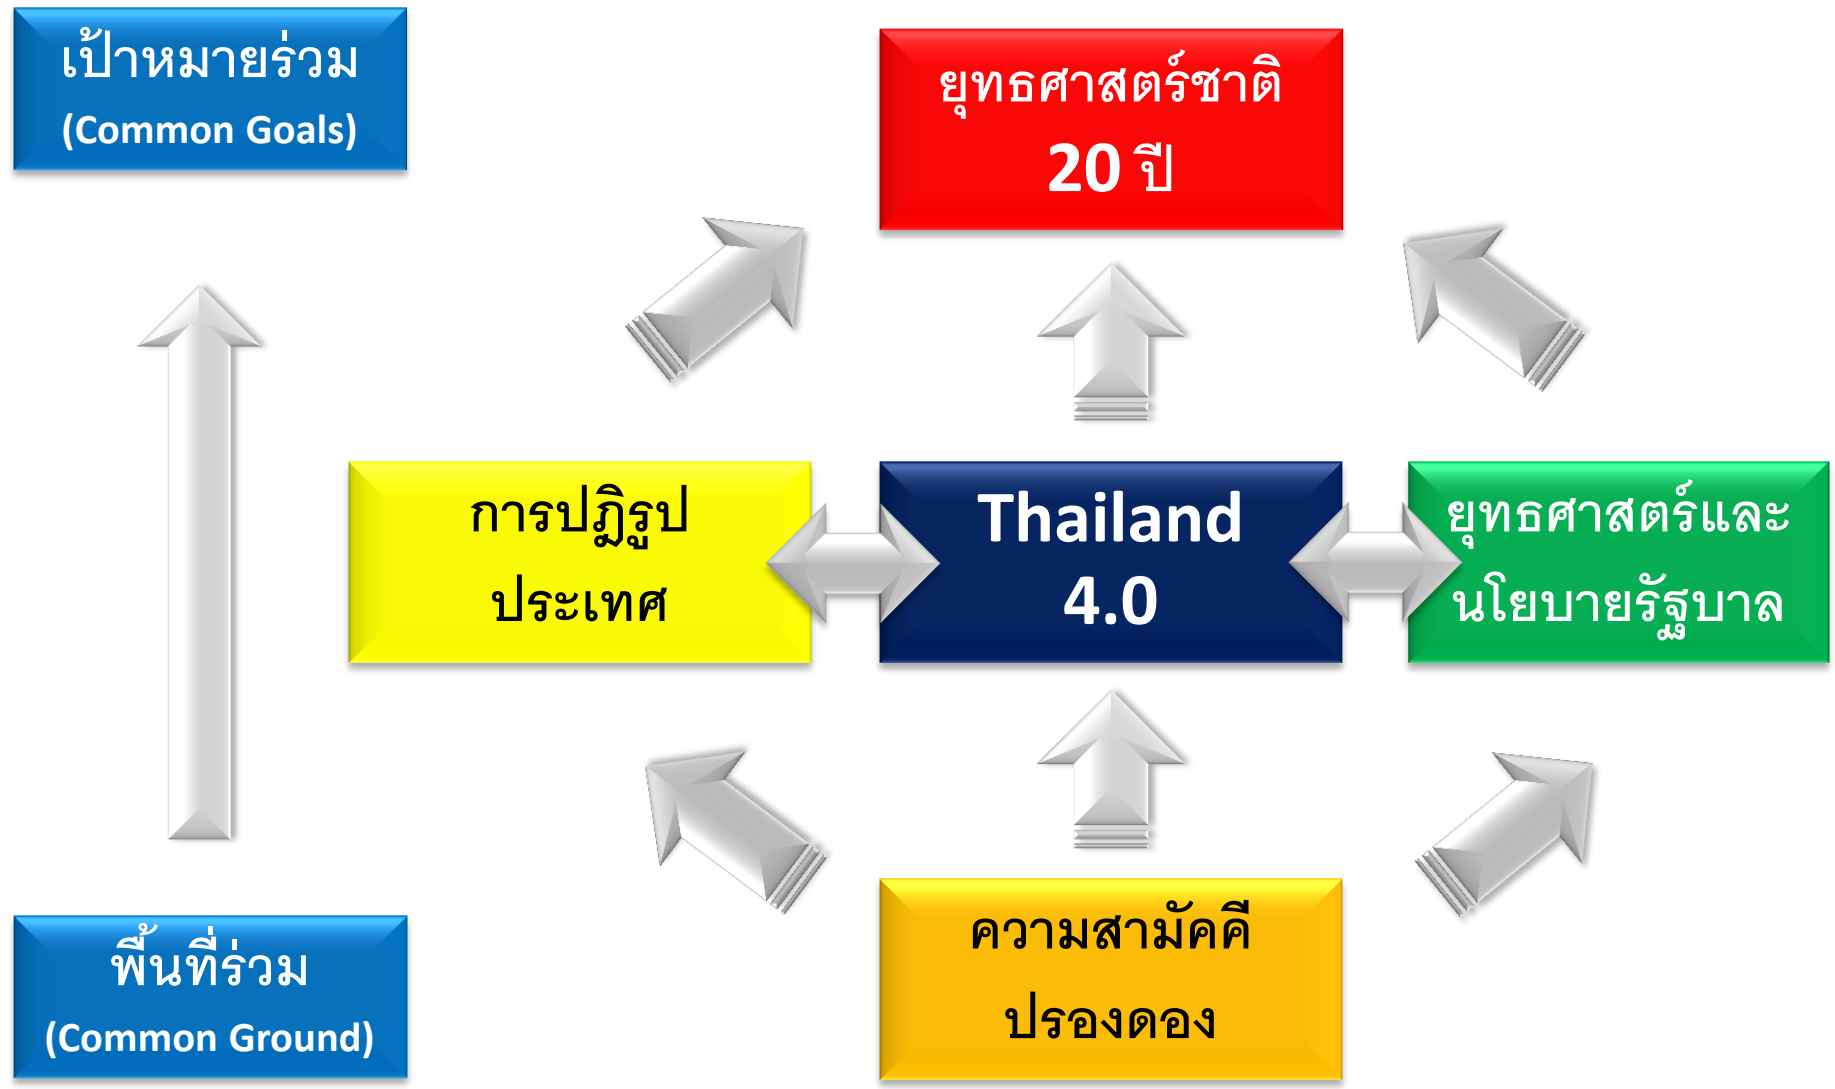 เป้าหมายร่วม
(Common Goals)
ยุทธศาสตร์ชาติ
20 ปี
การปฏิรูป
ประเทศ
Thailand
4.0
ยุทธศาสตร์และ
นโยบายรัฐบาล
พื้นที่ร่วม
(Common Ground)
ความสามัคคี
ปรองดอง